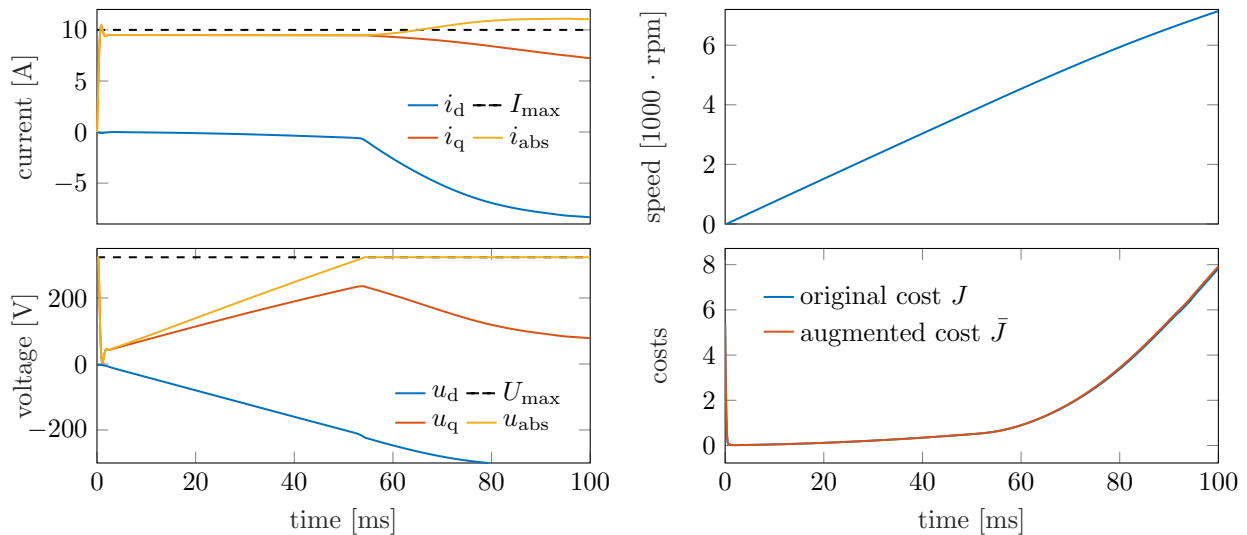 10
5
0
−5
current [A]
i_d I_max
i_q i_abs
6
4
2
0
speed [1000 · rpm]
200
0
−200
voltage [V]
u_d U_max
u_q u_abs
0 20 40 60 80 100
time [ms]
8
6
4
2
0
costs
original cost J
augmented cost J̄
0 20 40 60 80 100
time [ms]